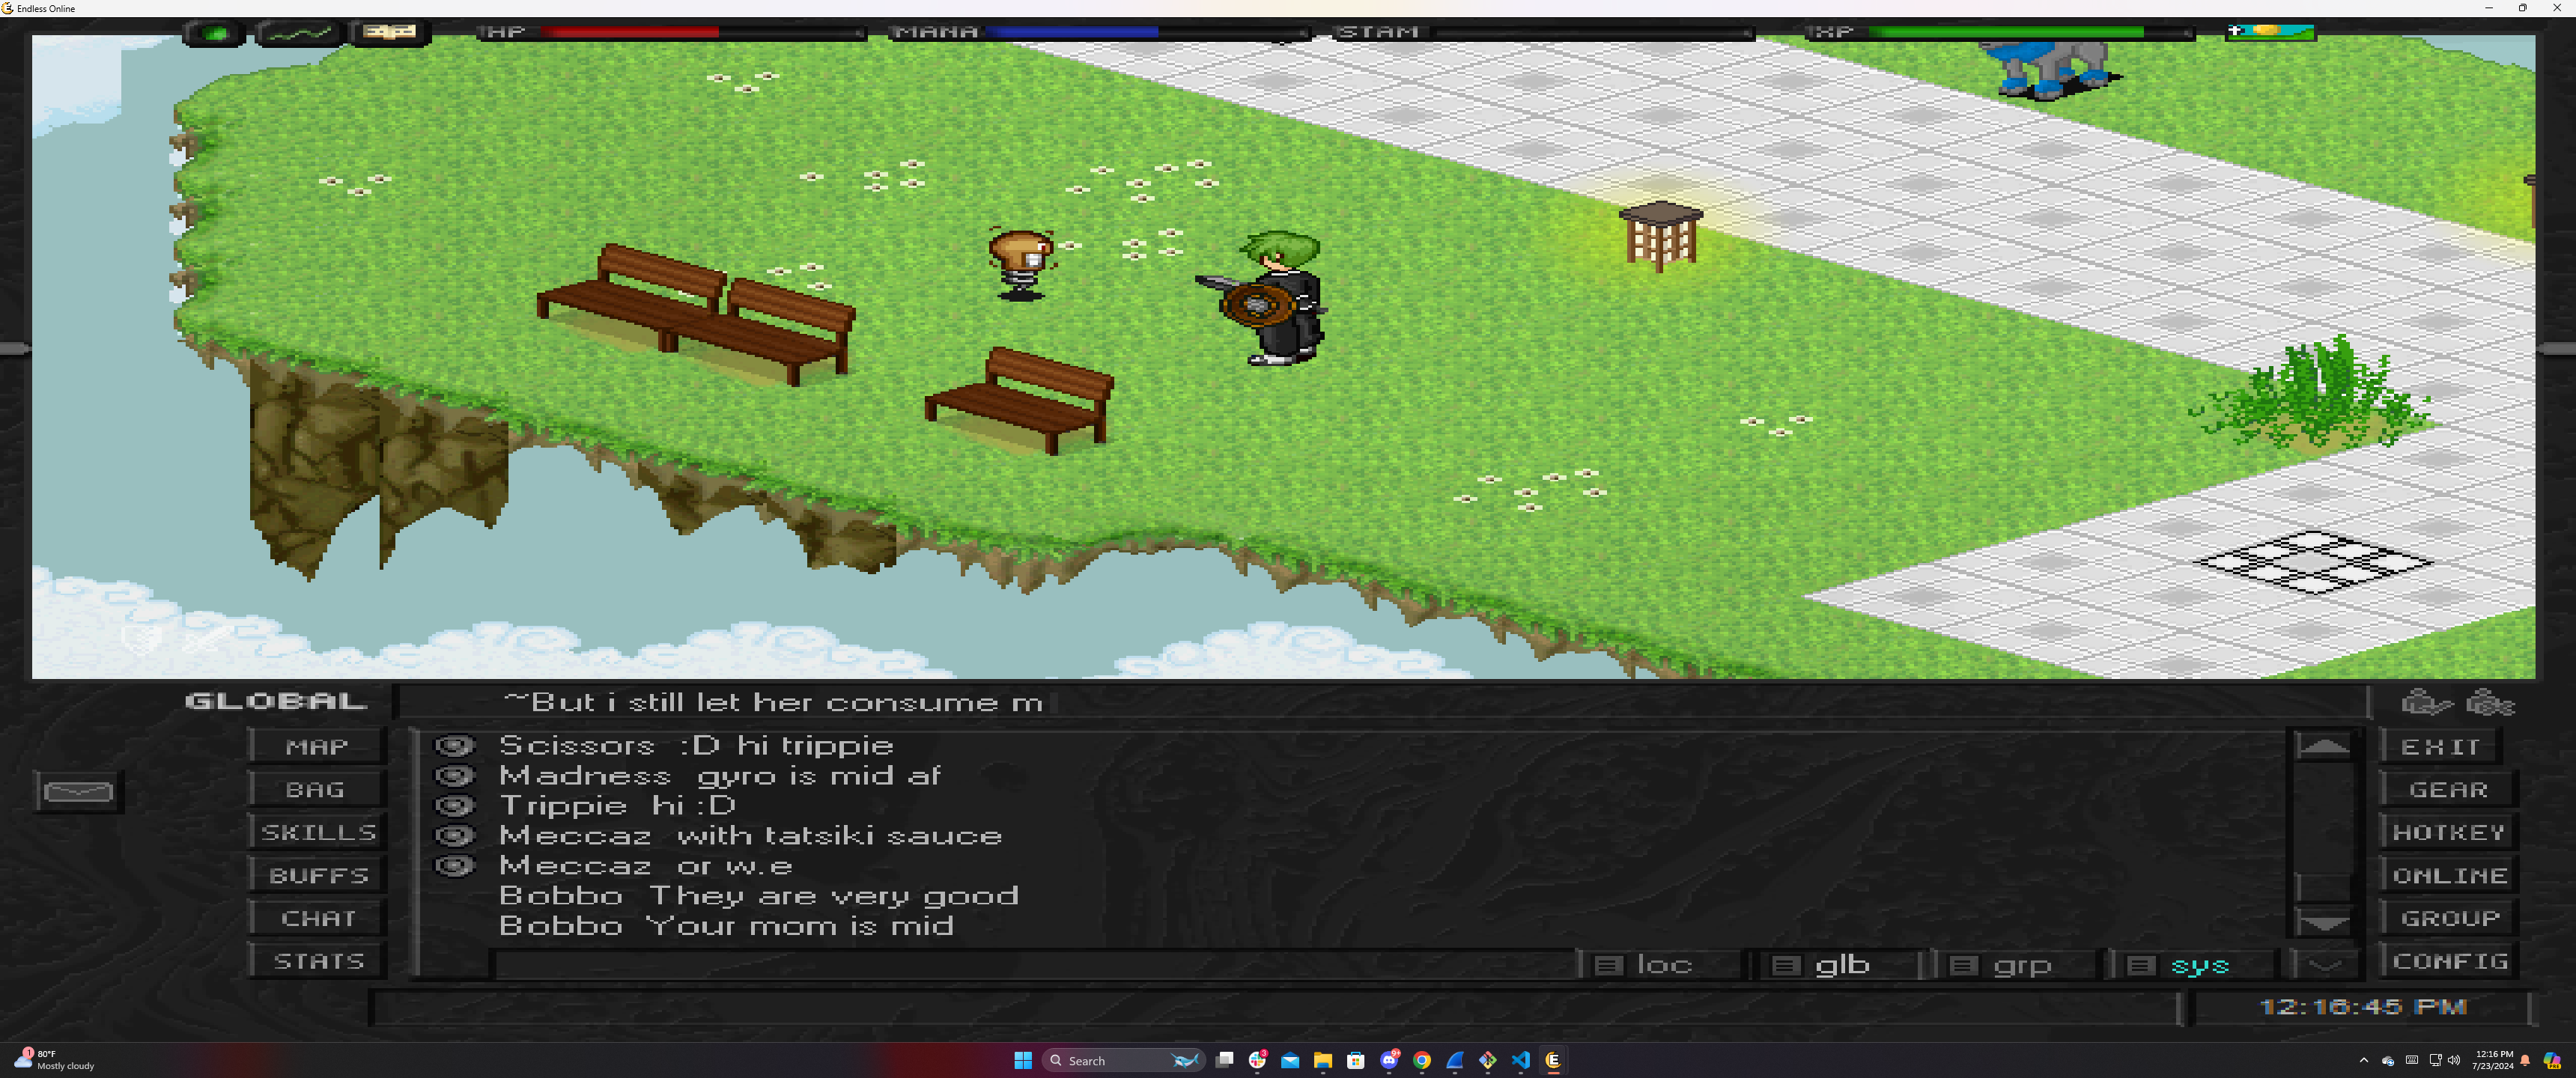 Endless Online
HP
MANA
STAM
XP
GLOBAL
~But i still let her consume m
MAP
BAG
SKILLS
BUFFS
CHAT
STATS
Scissors :D hi trippie
Madness gyro is mid af
Trippie hi :D
Meccaz with tatsiki sauce
Meccaz or w.e
Bobbo They are very good
Bobbo Your mom is mid
loc
glb
grp
sys
EXIT
GEAR
HOTKEY
ONLINE
GROUP
CONFIG
12:16:45 PM
1
80°F
Mostly cloudy
Search
3
9+
12:16 PM
7/23/2024